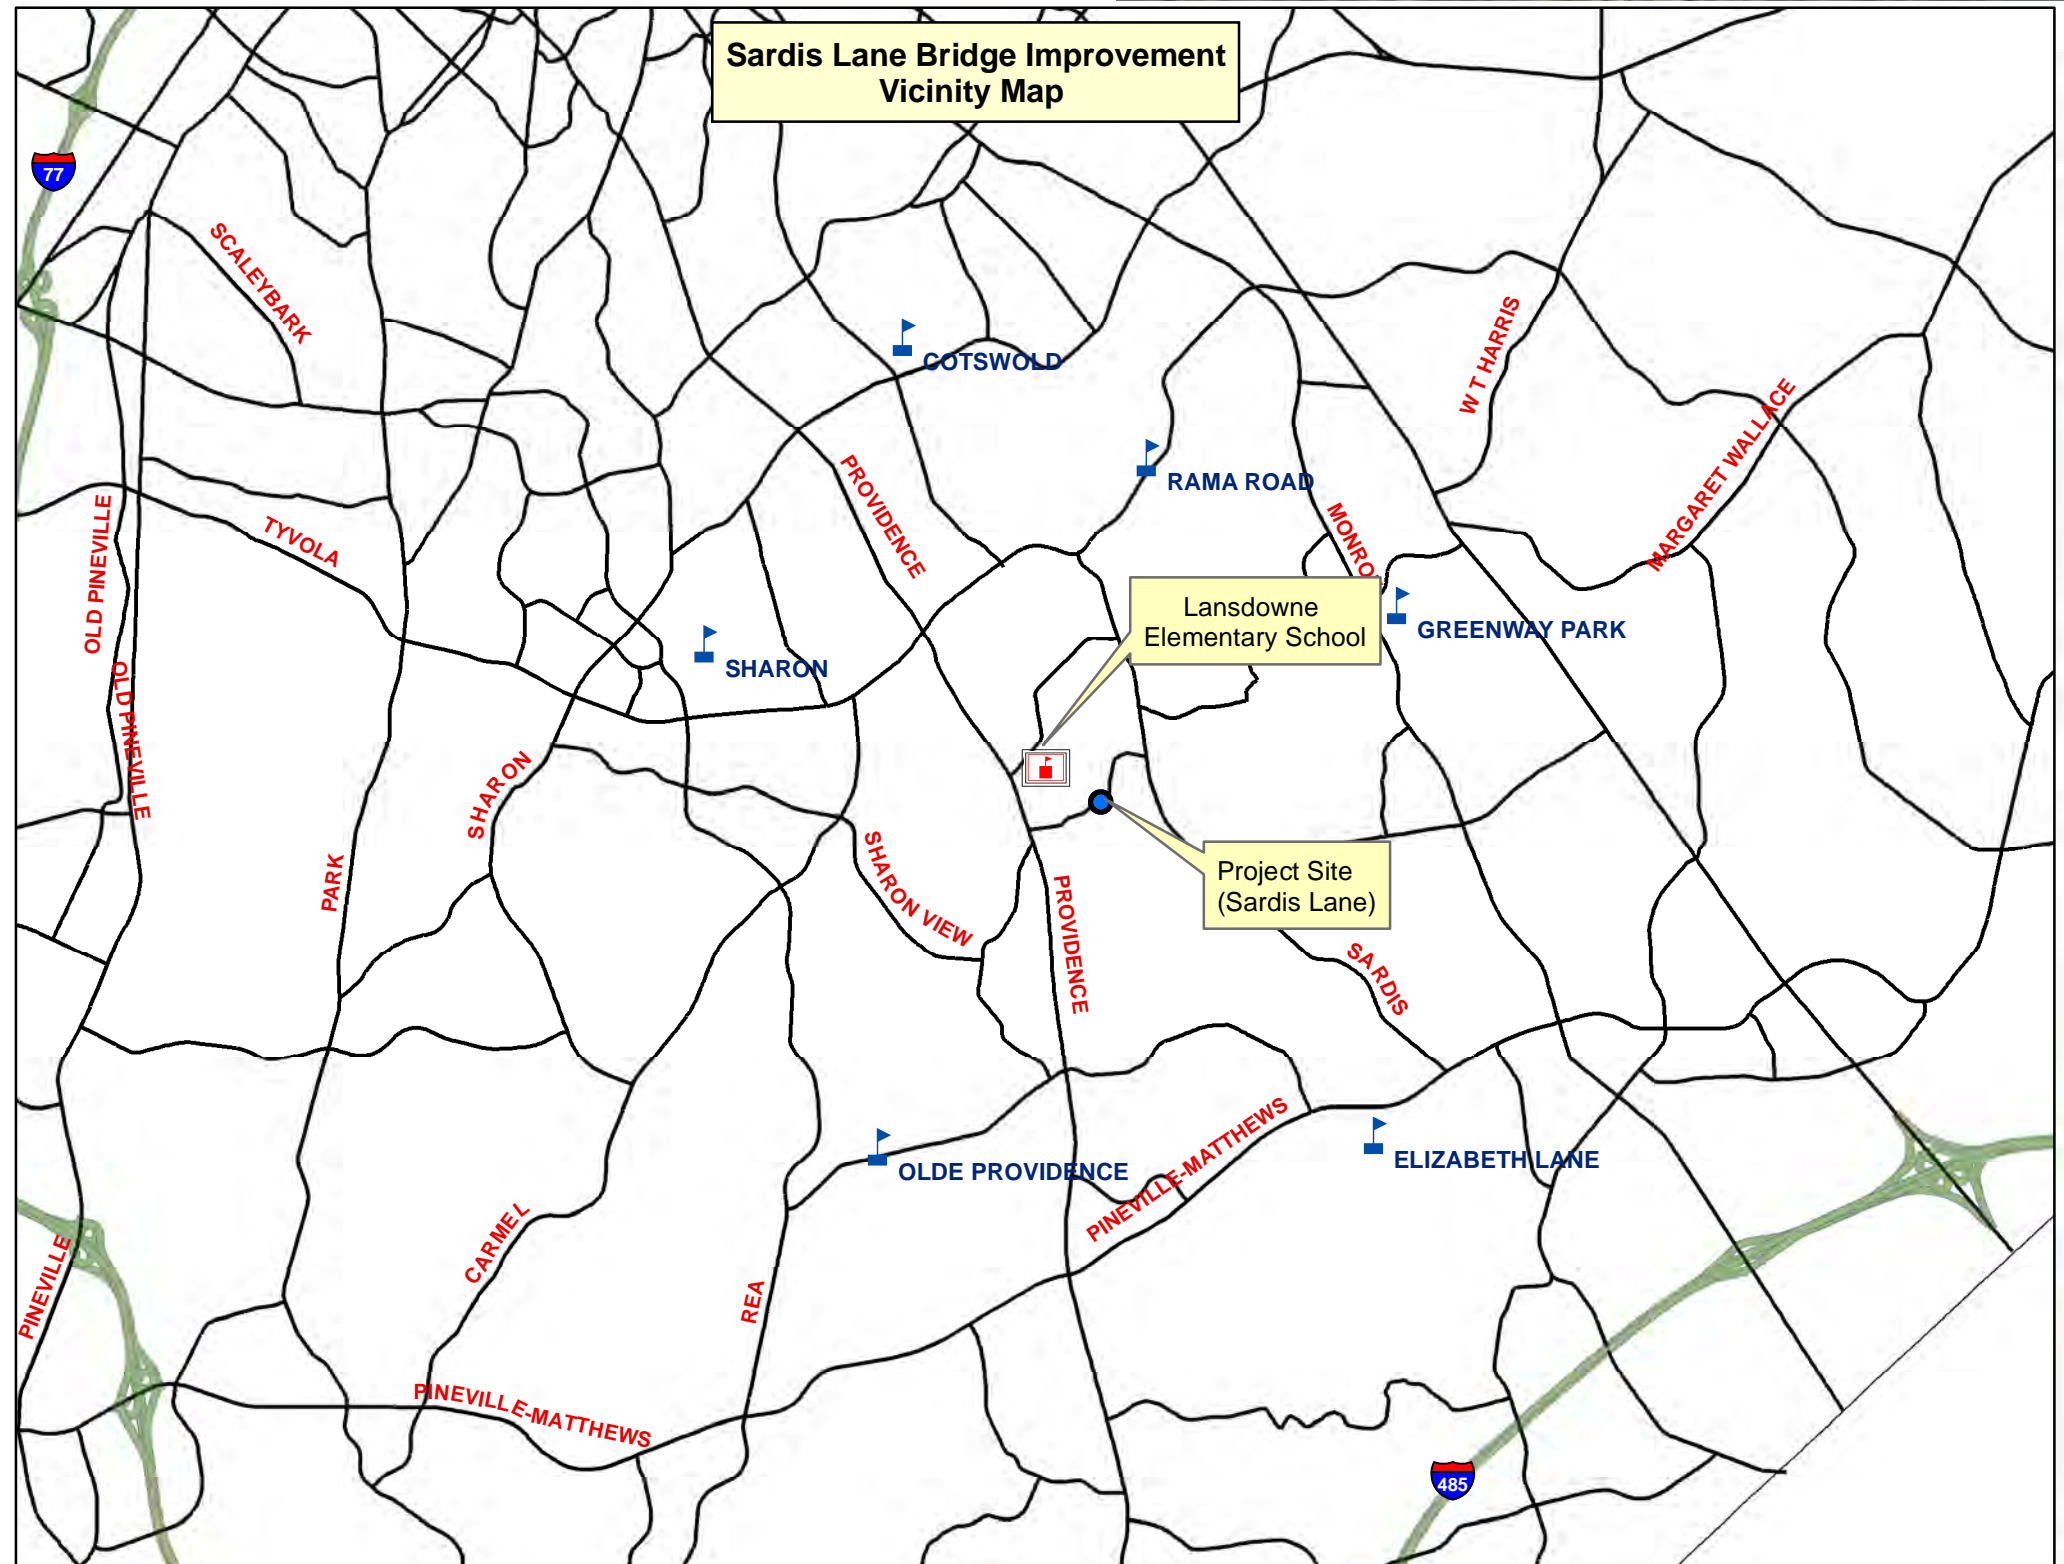 Sardis Lane Bridge Improvement
Vicinity Map
77
SCALEYBARK
COTSWOLD
W T HARRIS
MARGARET WALLACE
RAMA ROAD
PROVIDENCE
MONRO
OLD PINEVILLE
TYVOLA
Lansdowne
Elementary School
GREENWAY PARK
SHARON
OLD PINEVILLE
SHARON
PARK
SHARON VIEW
PROVIDENCE
Project Site
(Sardis Lane)
SARDIS
PINEVILLE-MATTHEWS
OLDE PROVIDENCE
ELIZABETH LANE
PINEVILLE
CARMEL
REA
PINEVILLE-MATTHEWS
485